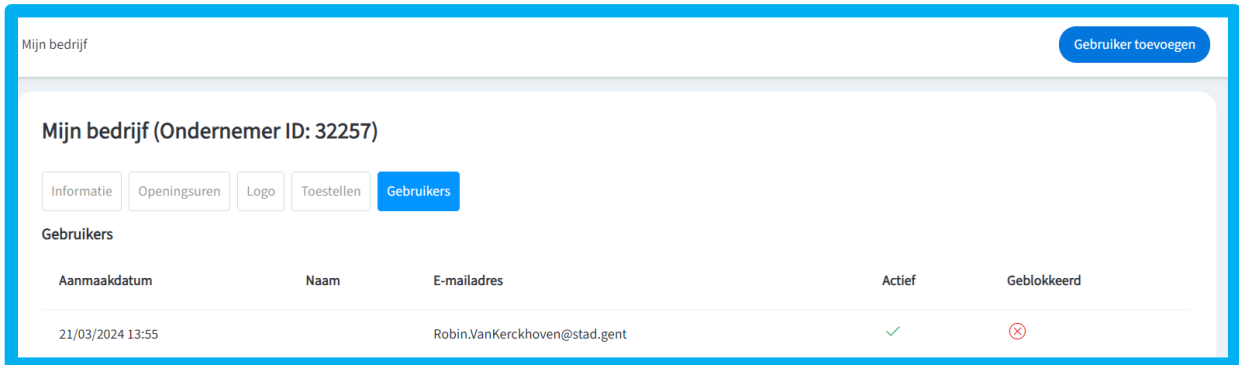 Mijn bedrijf
Gebruiker toevoegen
Mijn bedrijf (Ondernemer ID: 32257)
Informatie Openingsuren Logo Toestellen Gebruikers
Gebruikers
Aanmaakdatum Naam E-mailadres Actief Geblokkeerd
21/03/2024 13:55 Robin.VanKerckhoven@stad.gent